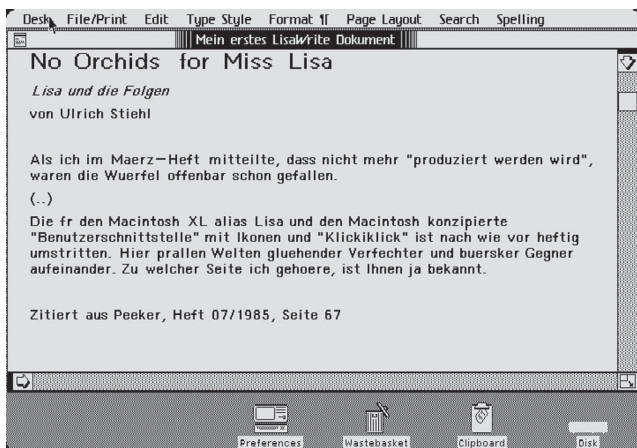 Desk File/Print Edit Type Style Format ¶ Page Layout Search Spelling
Mein erstes LisaWrite Dokument
No Orchids for Miss Lisa
Lisa und die Folgen
von Ulrich Stiehl
Als ich im Maerz-Heft mitteilte, dass nicht mehr "produziert werden wird",
waren die Wuerfel offenbar schon gefallen.
(..)
Die fr den Macintosh XL alias Lisa und den Macintosh konzipierte
"Benutzerschnittstelle" mit Ikonen und "Klickiklick" ist nach wie vor heftig
umstritten. Hier prallen Welten gluehender Verfechter und buersker Gegner
aufeinander. Zu welcher Seite ich gehoere, ist Ihnen ja bekannt.
Zitiert aus Peeker, Heft 07/1985, Seite 67
Preferences Wastebasket Clipboard Disk